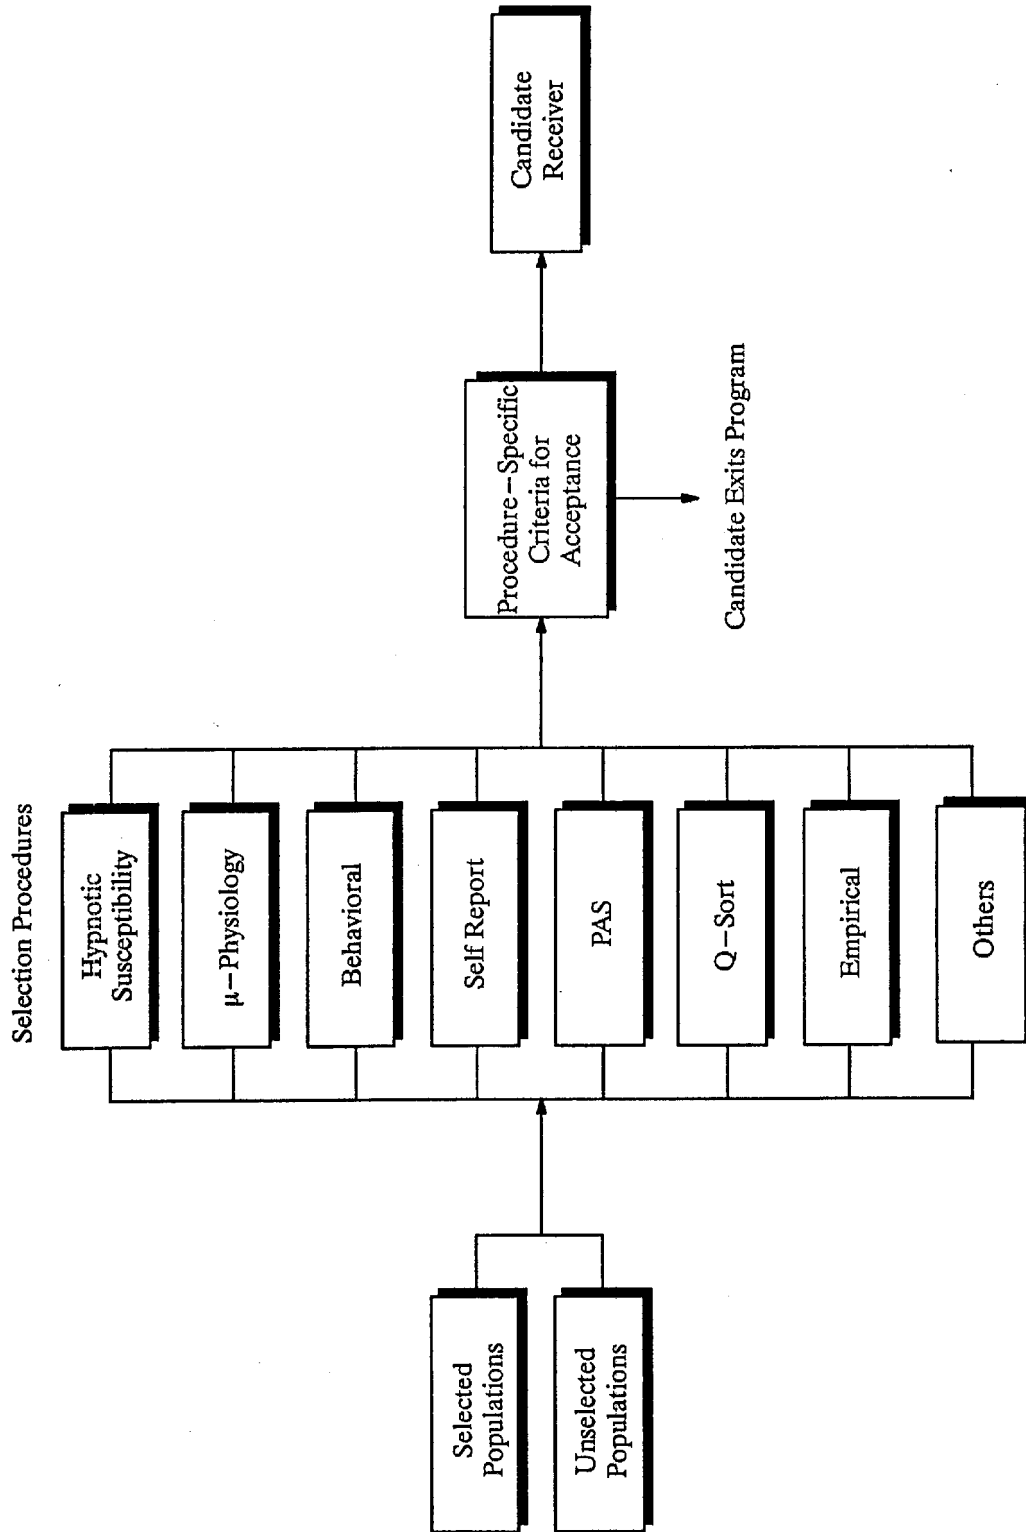 Selection Procedures
Selected
Populations
Unselected
Populations
Hypnotic
Susceptibility
μ–Physiology
Behavioral
Self Report
PAS
Q–Sort
Empirical
Others
Procedure–Specific
Criteria for
Acceptance
Candidate Exits Program
Candidate
Receiver